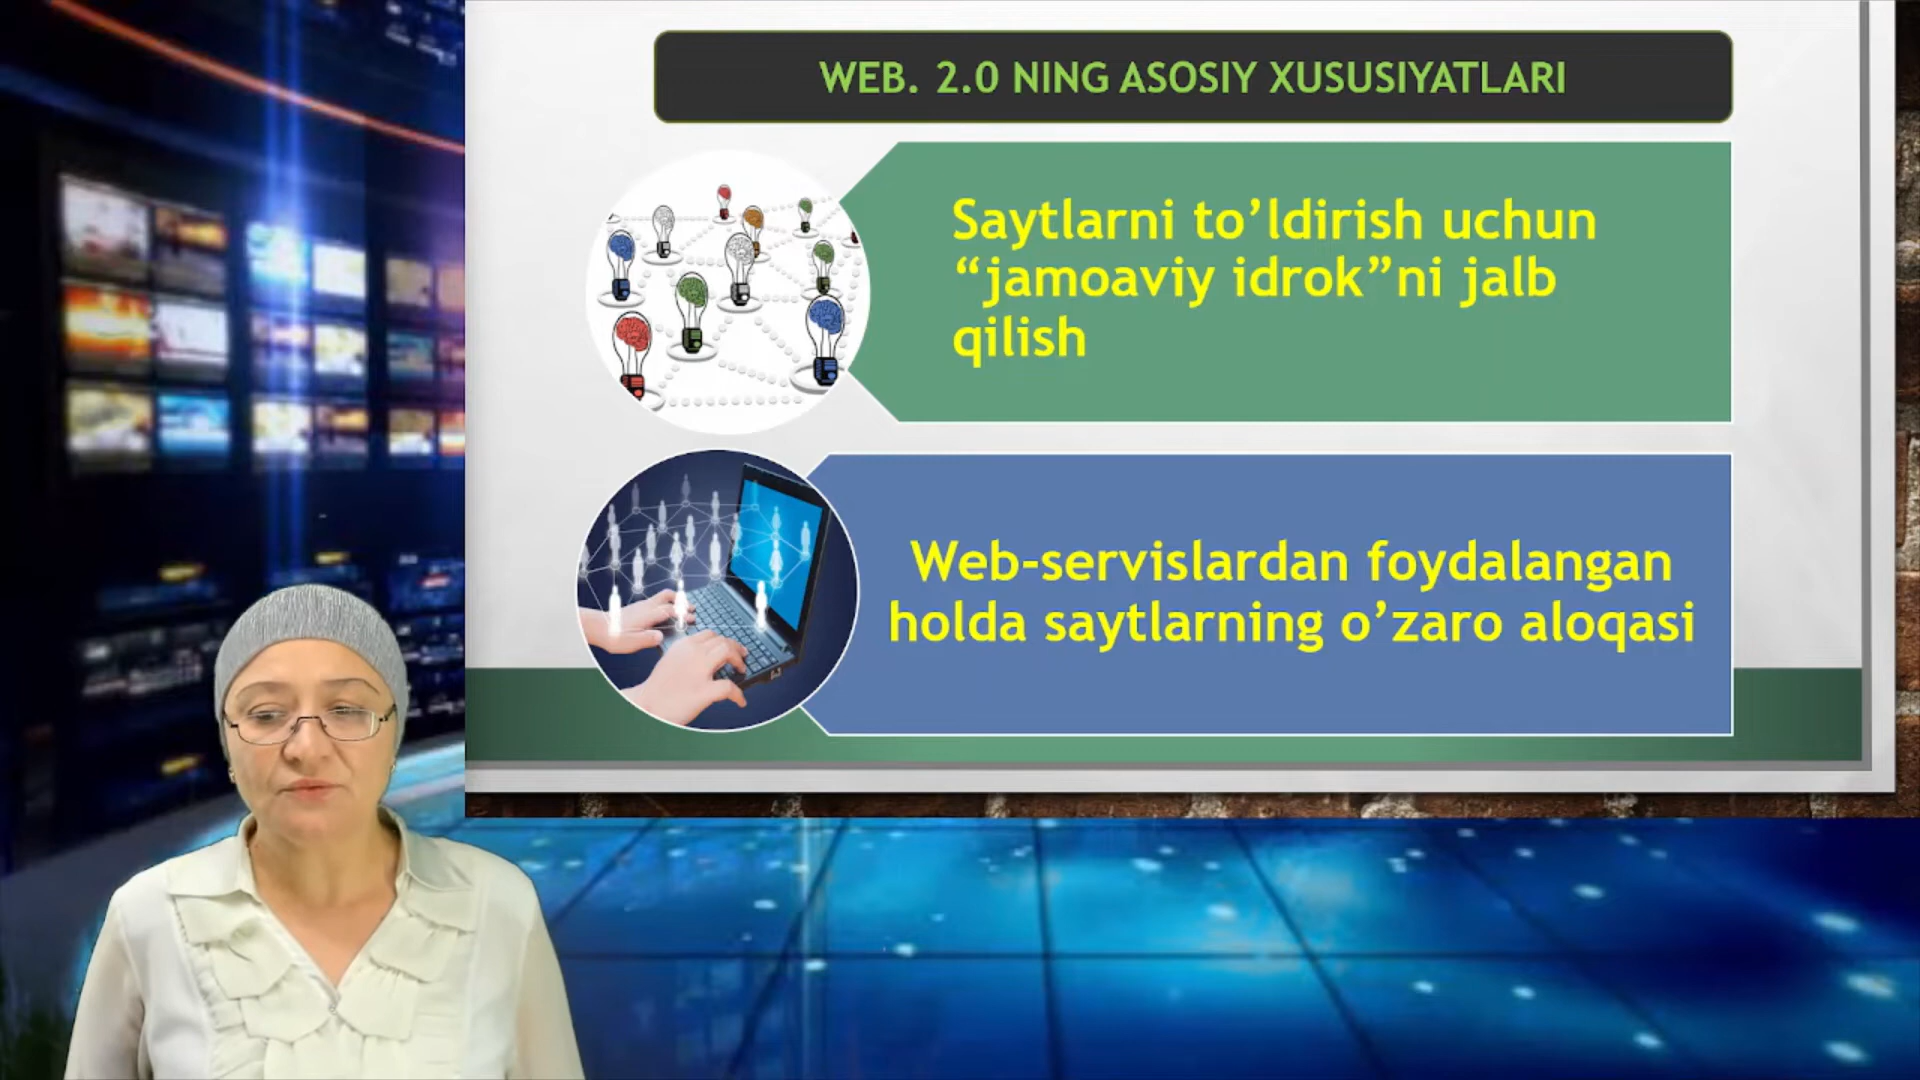 WEB. 2.0 NING ASOSIY XUSUSIYATLARI
Saytlarni to’ldirish uchun
“jamoaviy idrok”ni jalb
qilish
Web-servislardan foydalangan
holda saytlarning o’zaro aloqasi